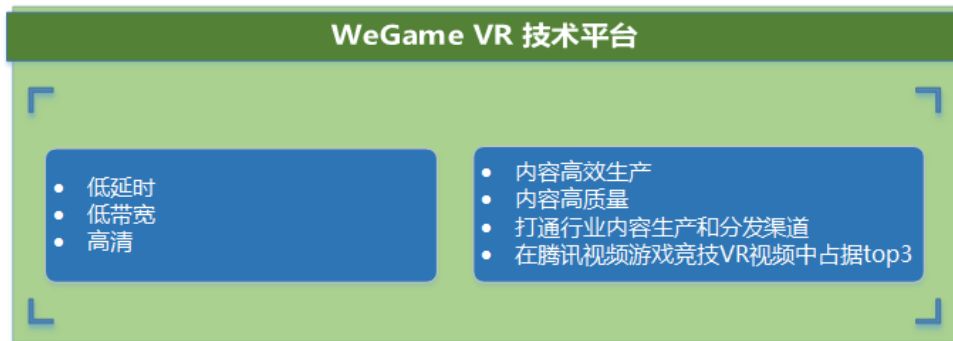 WeGame VR 技术平台
• 低延时
• 低带宽
• 高清
• 内容高效生产
• 内容高质量
• 打通行业内容生产和分发渠道
• 在腾讯视频游戏竞技VR视频中占据top3